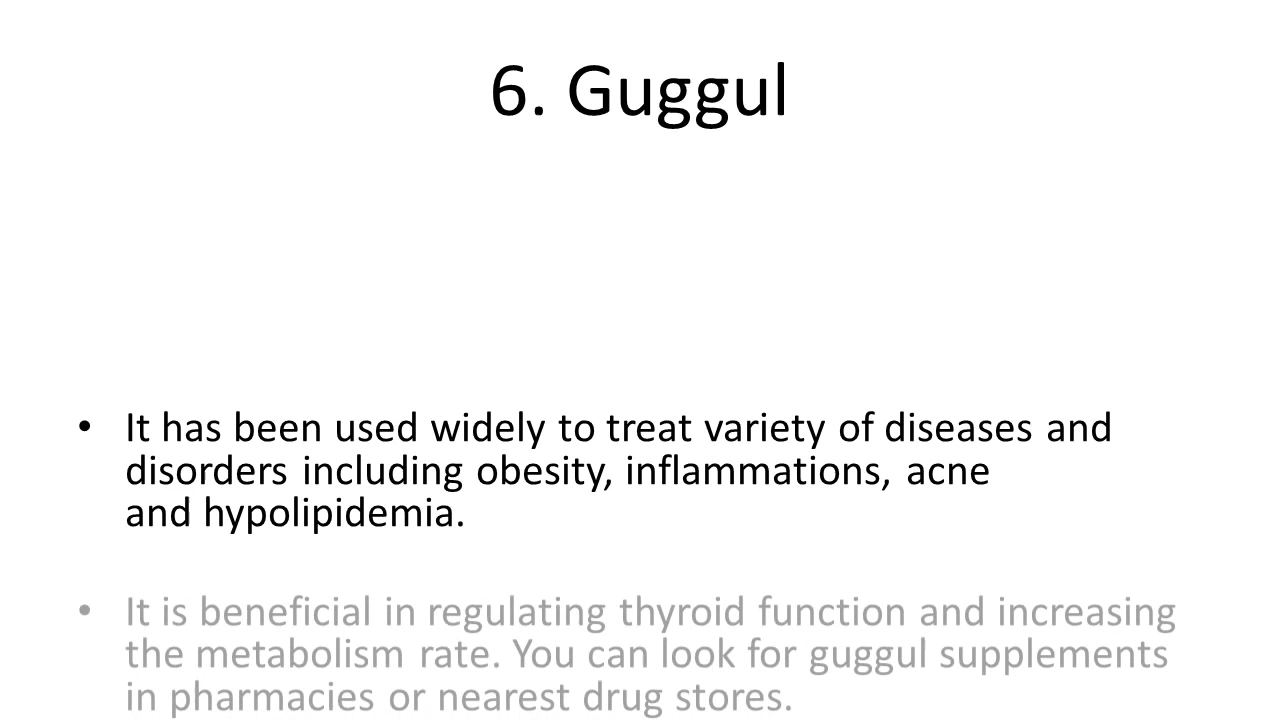 6. Guggul
• It has been used widely to treat variety of diseases and
disorders including obesity, inflammations, acne
and hypolipidemia.
• It is beneficial in regulating thyroid function and increasing
the metabolism rate. You can look for guggul supplements
in pharmacies or nearest drug stores.